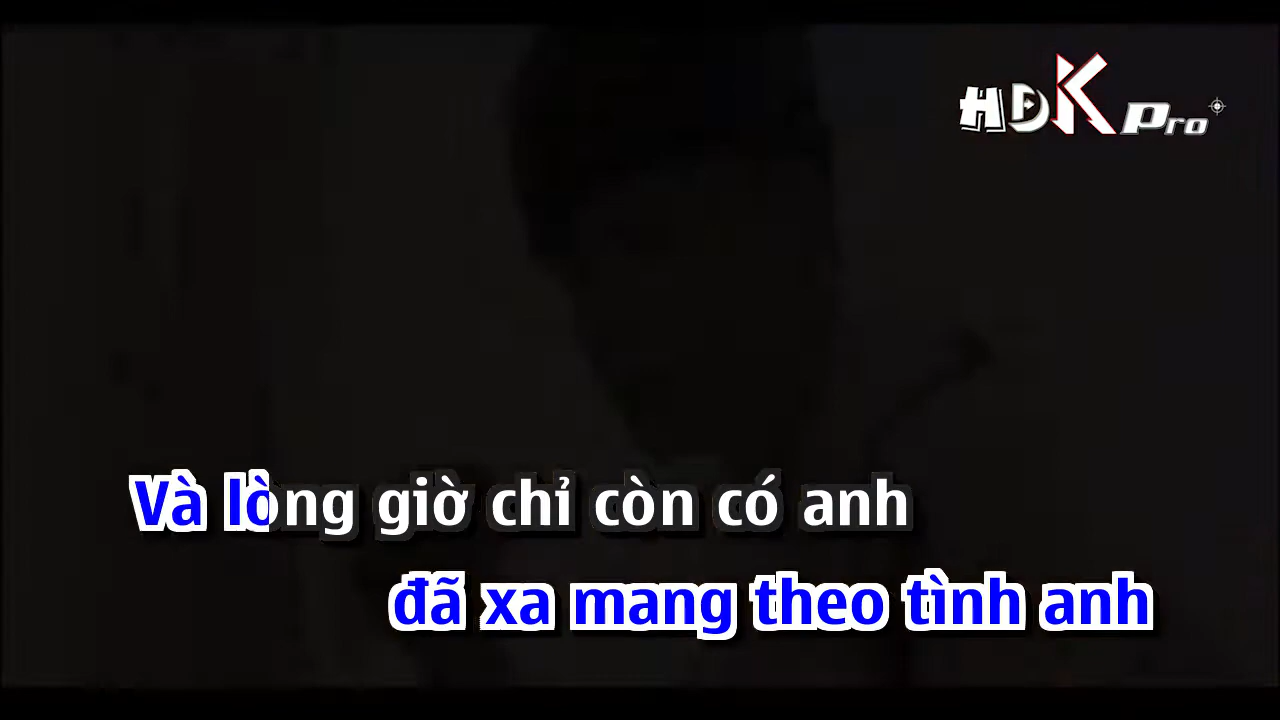 HDK Pro
Và lòng giờ chỉ còn có anh
đã xa mang theo tình anh